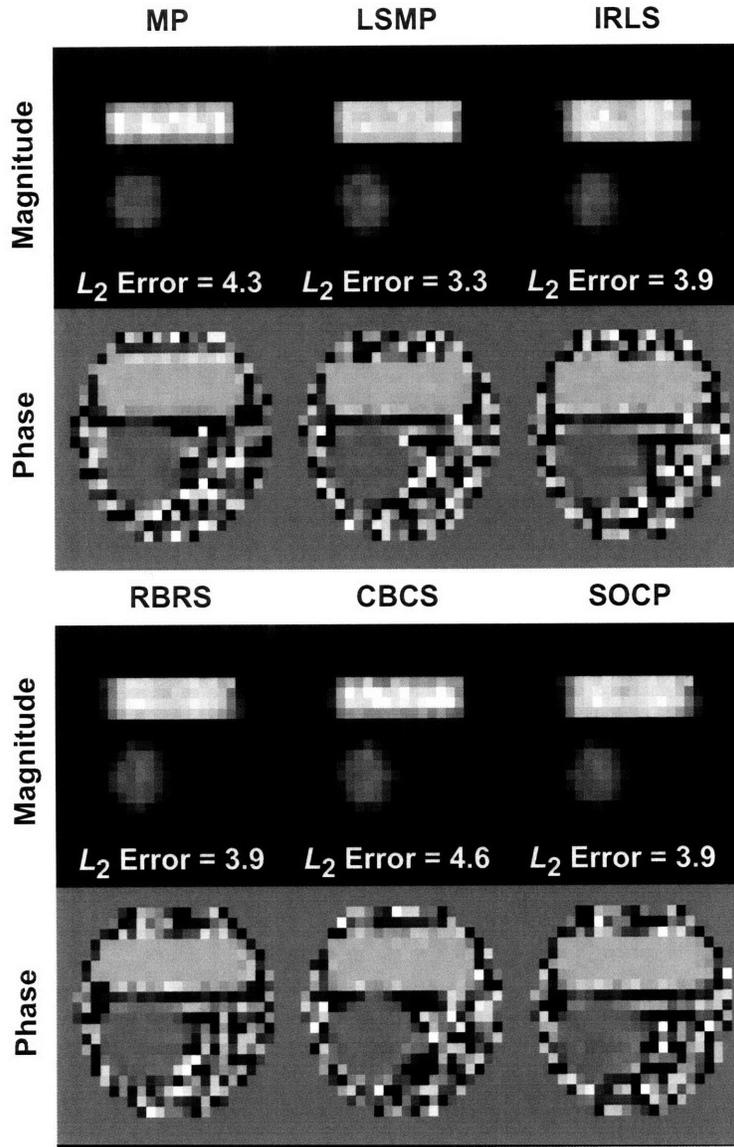 MP LSMP IRLS
Magnitude
L2 Error = 4.3 L2 Error = 3.3 L2 Error = 3.9
Phase
RBRS CBCS SOCP
Magnitude
L2 Error = 3.9 L2 Error = 4.6 L2 Error = 3.9
Phase